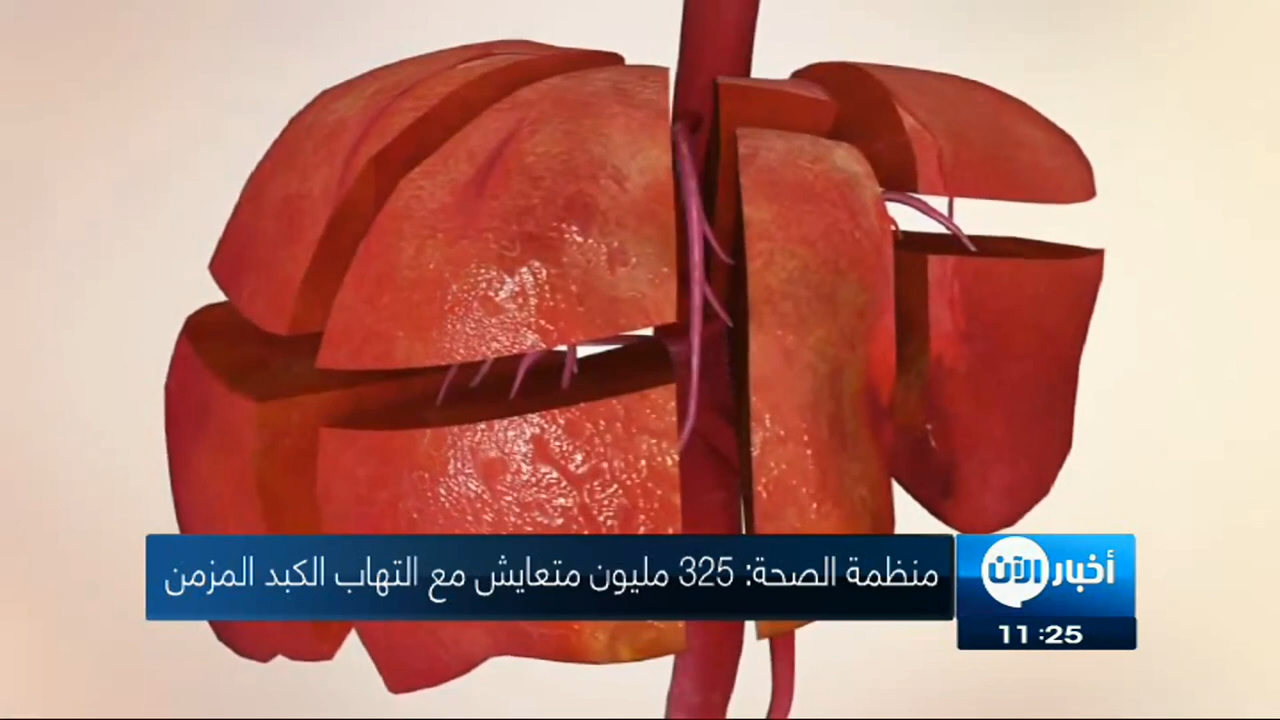 منظمة الصحة: 325 مليون متعايش مع التهاب الكبد المزمن
أخبار الآن
11:25